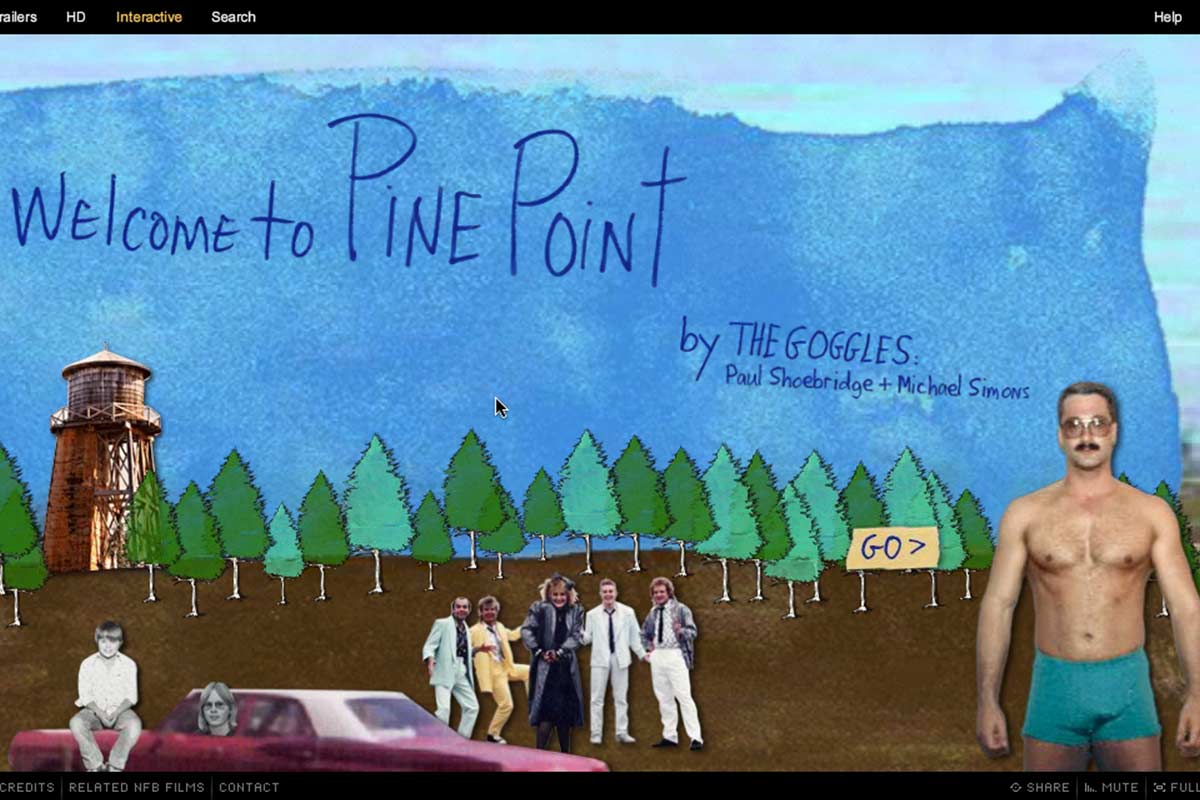 railers HD Interactive Search Help
Welcome to PINE POINT
by THE GOGGLES:
Paul Shoebridge + Michael Simons
GO >
CREDITS RELATED NFB FILMS CONTACT SHARE MUTE FULL